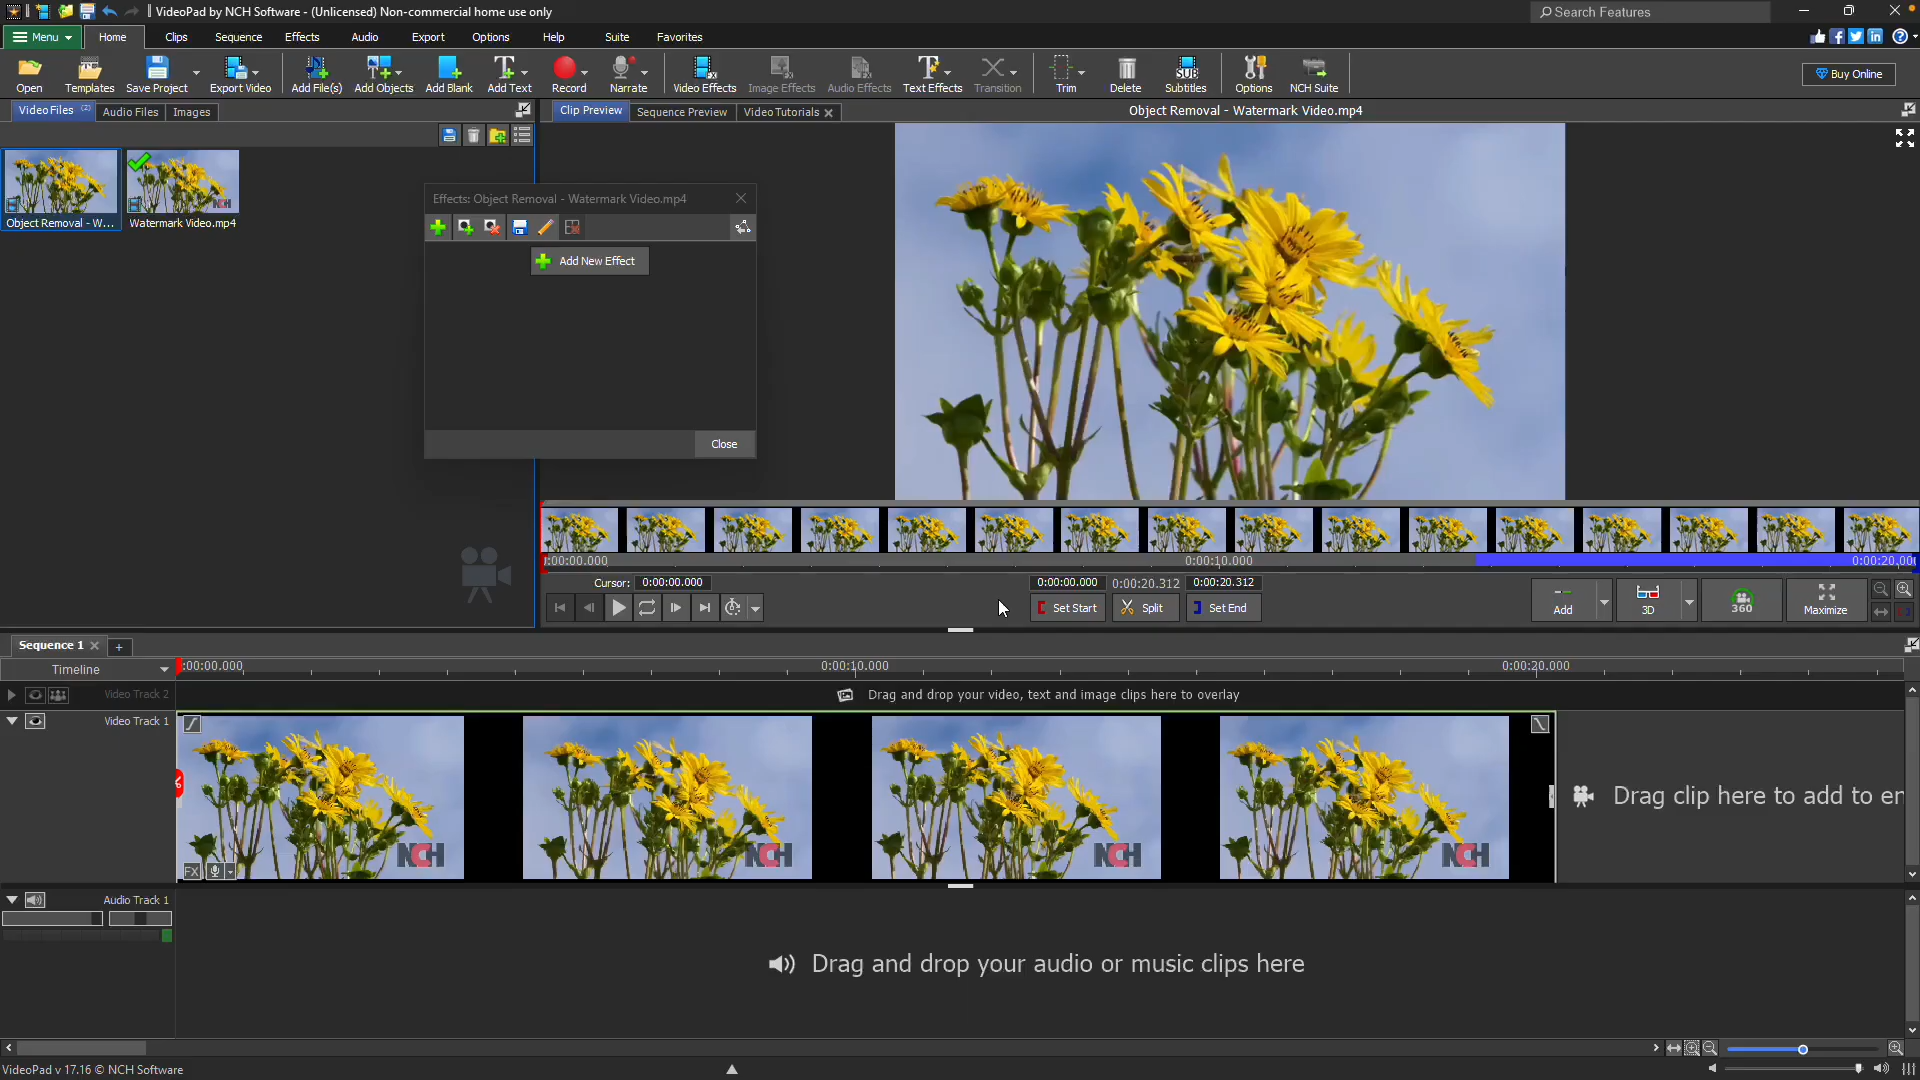 VideoPad by NCH Software - (Unlicensed) Non-commercial home use only
Search Features
Menu Home Clips Sequence Effects Audio Export Options Help Suite Favorites
Open Templates Save Project Export Video Add File(s) Add Objects Add Blank Add Text Record Narrate Video Effects Image Effects Audio Effects Text Effects Transition Trim Delete Subtitles Options NCH Suite Buy Online
Video Files (2) Audio Files Images
Clip Preview Sequence Preview Video Tutorials
Object Removal - Watermark Video.mp4
Object Removal - W...
Watermark Video.mp4
Effects: Object Removal - Watermark Video.mp4
Add New Effect
Close
0:00:00.000 0:00:10.000 0:00:20.00
Cursor: 0:00:00.000
0:00:00.000 0:00:20.312 0:00:20.312
Set Start Split Set End
Add 3D 360 Maximize
Sequence 1
Timeline
:00:00.000 0:00:10.000 0:00:20.000
Video Track 2
Drag and drop your video, text and image clips here to overlay
Video Track 1
NCH NCH NCH NCH
FX
Drag clip here to add to en
Audio Track 1
Drag and drop your audio or music clips here
VideoPad v 17.16 © NCH Software